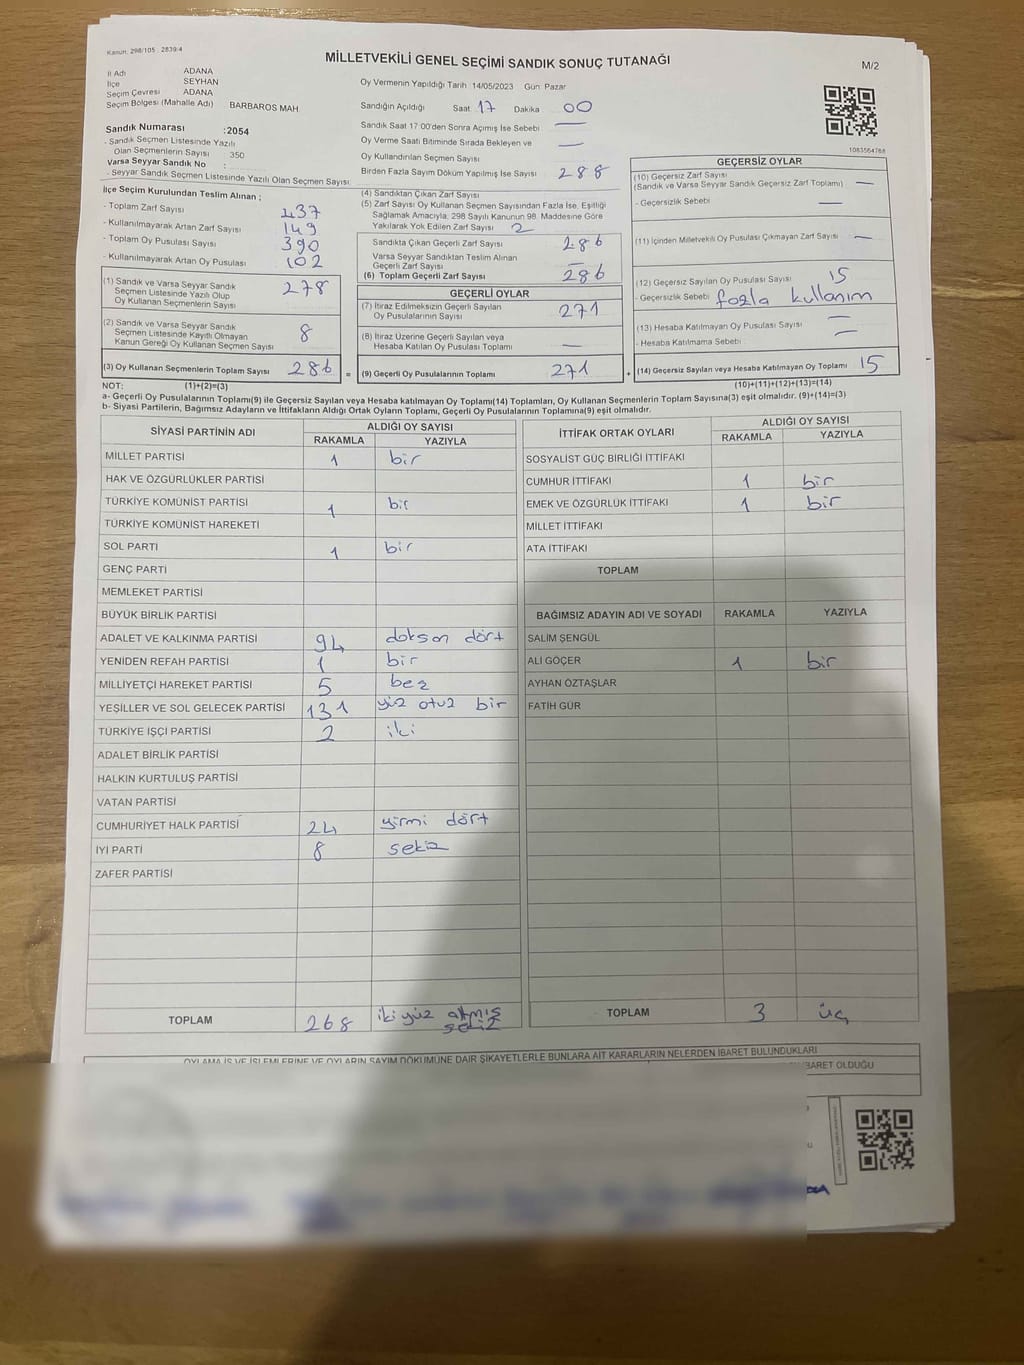 Kanun: 298/105 . 2839/4
MİLLETVEKİLİ GENEL SEÇİMİ SANDIK SONUÇ TUTANAĞI
M/2
İl Adı ADANA
İlçe SEYHAN
Seçim Çevresi ADANA
Seçim Bölgesi (Mahalle Adı) BARBAROS MAH.
Sandık Numarası :2054
- Sandık Seçmen Listesinde Yazılı
Olan Seçmenlerin Sayısı 350
Varsa Seyyar Sandık No :
- Seyyar Sandık Seçmen Listesinde Yazılı Olan Seçmen Sayısı
Oy Vermenin Yapıldığı Tarih 14/05/2023 Gün: Pazar
Sandığın Açıldığı Saat 17 Dakika 00
Sandık Saat 17:00'den Sonra Açımış İse Sebebi —
Oy Verme Saati Bitiminde Sırada Bekleyen ve —
Oy Kullandırılan Seçmen Sayısı
Birden Fazla Sayım Döküm Yapılmış İse Sayısı 288
1083564768
İlçe Seçim Kurulundan Teslim Alınan ;
- Toplam Zarf Sayısı 437
- Kullanılmayarak Artan Zarf Sayısı 149
- Toplam Oy Pusulası Sayısı 390
- Kullanılmayarak Artan Oy Pusulası 102
(1) Sandık ve Varsa Seyyar Sandık
Seçmen Listesinde Yazılı Olup
Oy Kullanan Seçmenlerin Sayısı 278
(2) Sandık ve Varsa Seyyar Sandık
Seçmen Listesinde Kayıtlı Olmayan
Kanun Gereği Oy Kullanan Seçmen Sayısı 8
(3) Oy Kullanan Seçmenlerin Toplam Sayısı 286 =
(4) Sandıktan Çıkan Zarf Sayısı
(5) Zarf Sayısı Oy Kullanan Seçmen Sayısından Fazla İse, Eşitliği
Sağlamak Amacıyla, 298 Sayılı Kanunun 98. Maddesine Göre
Yakılarak Yok Edilen Zarf Sayısı 2
Sandıkta Çıkan Geçerli Zarf Sayısı 286
Varsa Seyyar Sandıktan Teslim Alınan
Geçerli Zarf Sayısı —
(6) Toplam Geçerli Zarf Sayısı 286
GEÇERLİ OYLAR
(7) İtiraz Edilmeksizin Geçerli Sayılan
Oy Pusulalarının Sayısı 271
(8) İtiraz Üzerine Geçerli Sayılan veya
Hesaba Katılan Oy Pusulası Toplamı —
(9) Geçerli Oy Pusulalarının Toplamı 271 +
GEÇERSİZ OYLAR
(10) Geçersiz Zarf Sayısı
(Sandık ve Varsa Seyyar Sandık Geçersiz Zarf Toplamı) —
- Geçersizlik Sebebi —
(11) İçinden Milletvekili Oy Pusulası Çıkmayan Zarf Sayısı —
(12) Geçersiz Sayılan Oy Pusulası Sayısı 15
- Geçersizlik Sebebi fazla kullanım
(13) Hesaba Katılmayan Oy Pusulası Sayısı —
- Hesaba Katılmama Sebebi —
(14) Geçersiz Sayılan veya Hesaba Katılmayan Oy Toplamı 15
NOT: (1)+(2)=(3) (10)+(11)+(12)+(13)=(14)
a- Geçerli Oy Pusulalarının Toplamı(9) ile Geçersiz Sayılan veya Hesaba katılmayan Oy Toplamı(14) Toplamları, Oy Kullanan Seçmenlerin Toplam Sayısına(3) eşit olmalıdır. (9)+(14)=(3)
b- Siyasi Partilerin, Bağımsız Adayların ve İttifakların Aldığı Ortak Oyların Toplamı, Geçerli Oy Pusulalarının Toplamına(9) eşit olmalıdır.
SİYASİ PARTİNİN ADI ALDIĞI OY SAYISI
RAKAMLA YAZIYLA
MİLLET PARTİSİ 1 bir
HAK VE ÖZGÜRLÜKLER PARTİSİ
TÜRKİYE KOMÜNİST PARTİSİ 1 bir
TÜRKİYE KOMÜNİST HAREKETİ
SOL PARTİ 1 bir
GENÇ PARTİ
MEMLEKET PARTİSİ
BÜYÜK BİRLİK PARTİSİ
ADALET VE KALKINMA PARTİSİ 94 doksan dört
YENİDEN REFAH PARTİSİ 1 bir
MİLLİYETÇİ HAREKET PARTİSİ 5 beş
YEŞİLLER VE SOL GELECEK PARTİSİ 131 yüz otuz bir
TÜRKİYE İŞÇİ PARTİSİ 2 iki
ADALET BİRLİK PARTİSİ
HALKIN KURTULUŞ PARTİSİ
VATAN PARTİSİ
CUMHURİYET HALK PARTİSİ 24 yirmi dört
İYİ PARTİ 8 sekiz
ZAFER PARTİSİ
TOPLAM 268 iki yüz altmış
sekiz
İTTİFAK ORTAK OYLARI ALDIĞI OY SAYISI
RAKAMLA YAZIYLA
SOSYALİST GÜÇ BİRLİĞİ İTTİFAKI
CUMHUR İTTİFAKI 1 bir
EMEK VE ÖZGÜRLÜK İTTİFAKI 1 bir
MİLLET İTTİFAKI
ATA İTTİFAKI
TOPLAM
BAĞIMSIZ ADAYIN ADI VE SOYADI RAKAMLA YAZIYLA
SALİM ŞENGÜL
ALİ GÖÇER 1 bir
AYHAN ÖZTAŞLAR
FATİH GÜR
TOPLAM 3 üç
OYLAMA İŞ VE İŞLEMLERİNE VE OYLARIN SAYIM DÖKÜMÜNE DAİR ŞİKAYETLERLE BUNLARA AİT KARARLARIN NELERDEN İBARET BULUNDUKLARI
İBARET OLDUĞU